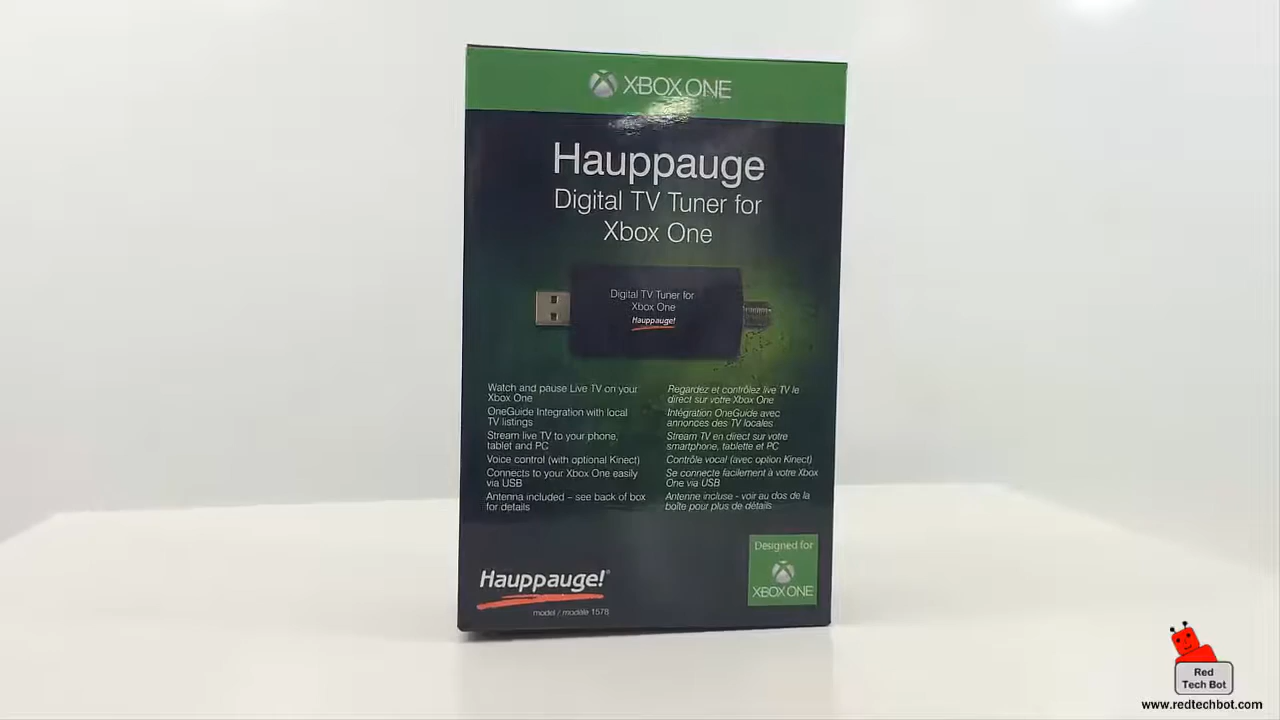 XBOX ONE
Hauppauge
Digital TV Tuner for
Xbox One
Digital TV Tuner for
Xbox One
Hauppauge!
Watch and pause Live TV on your
Xbox One
OneGuide Integration with local
TV listings
Stream live TV to your phone,
tablet and PC
Voice control (with optional Kinect)
Connects to your Xbox One easily
via USB
Antenna included – see back of box
for details
Regardez et contrôlez live TV le
direct sur votre Xbox One
Intégration OneGuide avec
annonces des TV locales
Stream TV en direct sur votre
smartphone, tablette et PC
Contrôle vocal (avec option Kinect)
Se connecte facilement à votre Xbox
One via USB
Antenne incluse - voir au dos de la
boîte pour plus de détails
Hauppauge!®
model / modèle 1578
Designed for
XBOX ONE
Red
Tech Bot
www.redtechbot.com